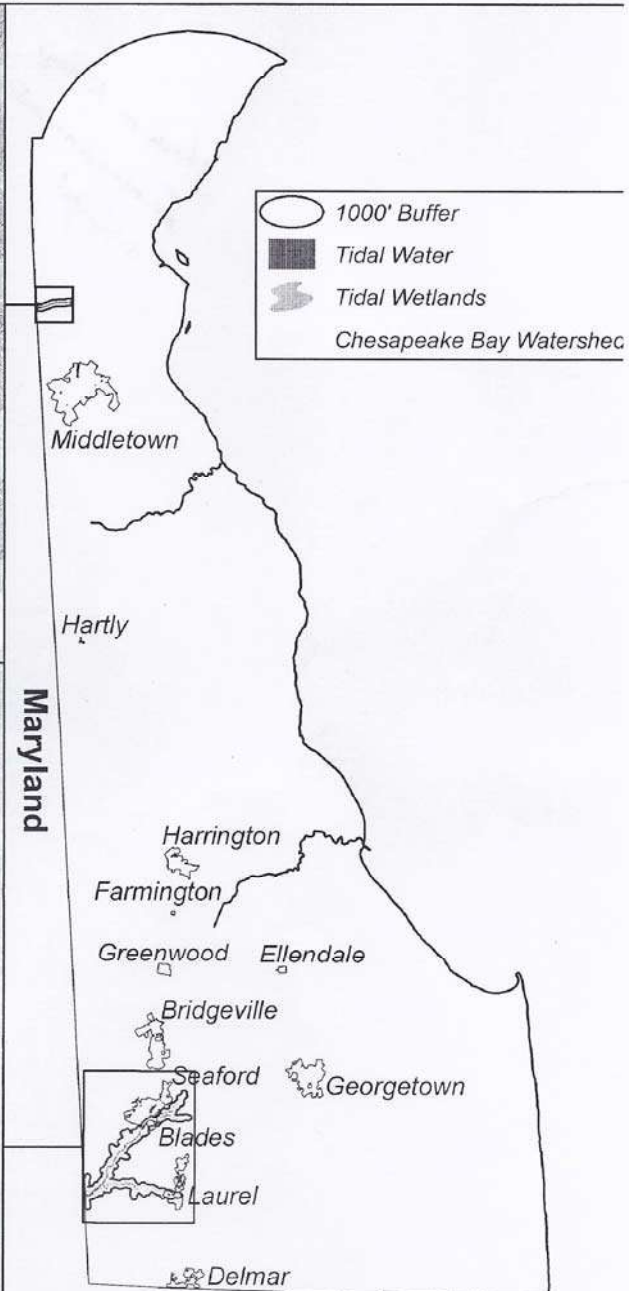 1000' Buffer
Tidal Water
Tidal Wetlands
Chesapeake Bay Watershed
Middletown
Hartly
Maryland
Harrington
Farmington
Greenwood
Ellendale
Bridgeville
Seaford
Georgetown
Blades
Laurel
Delmar